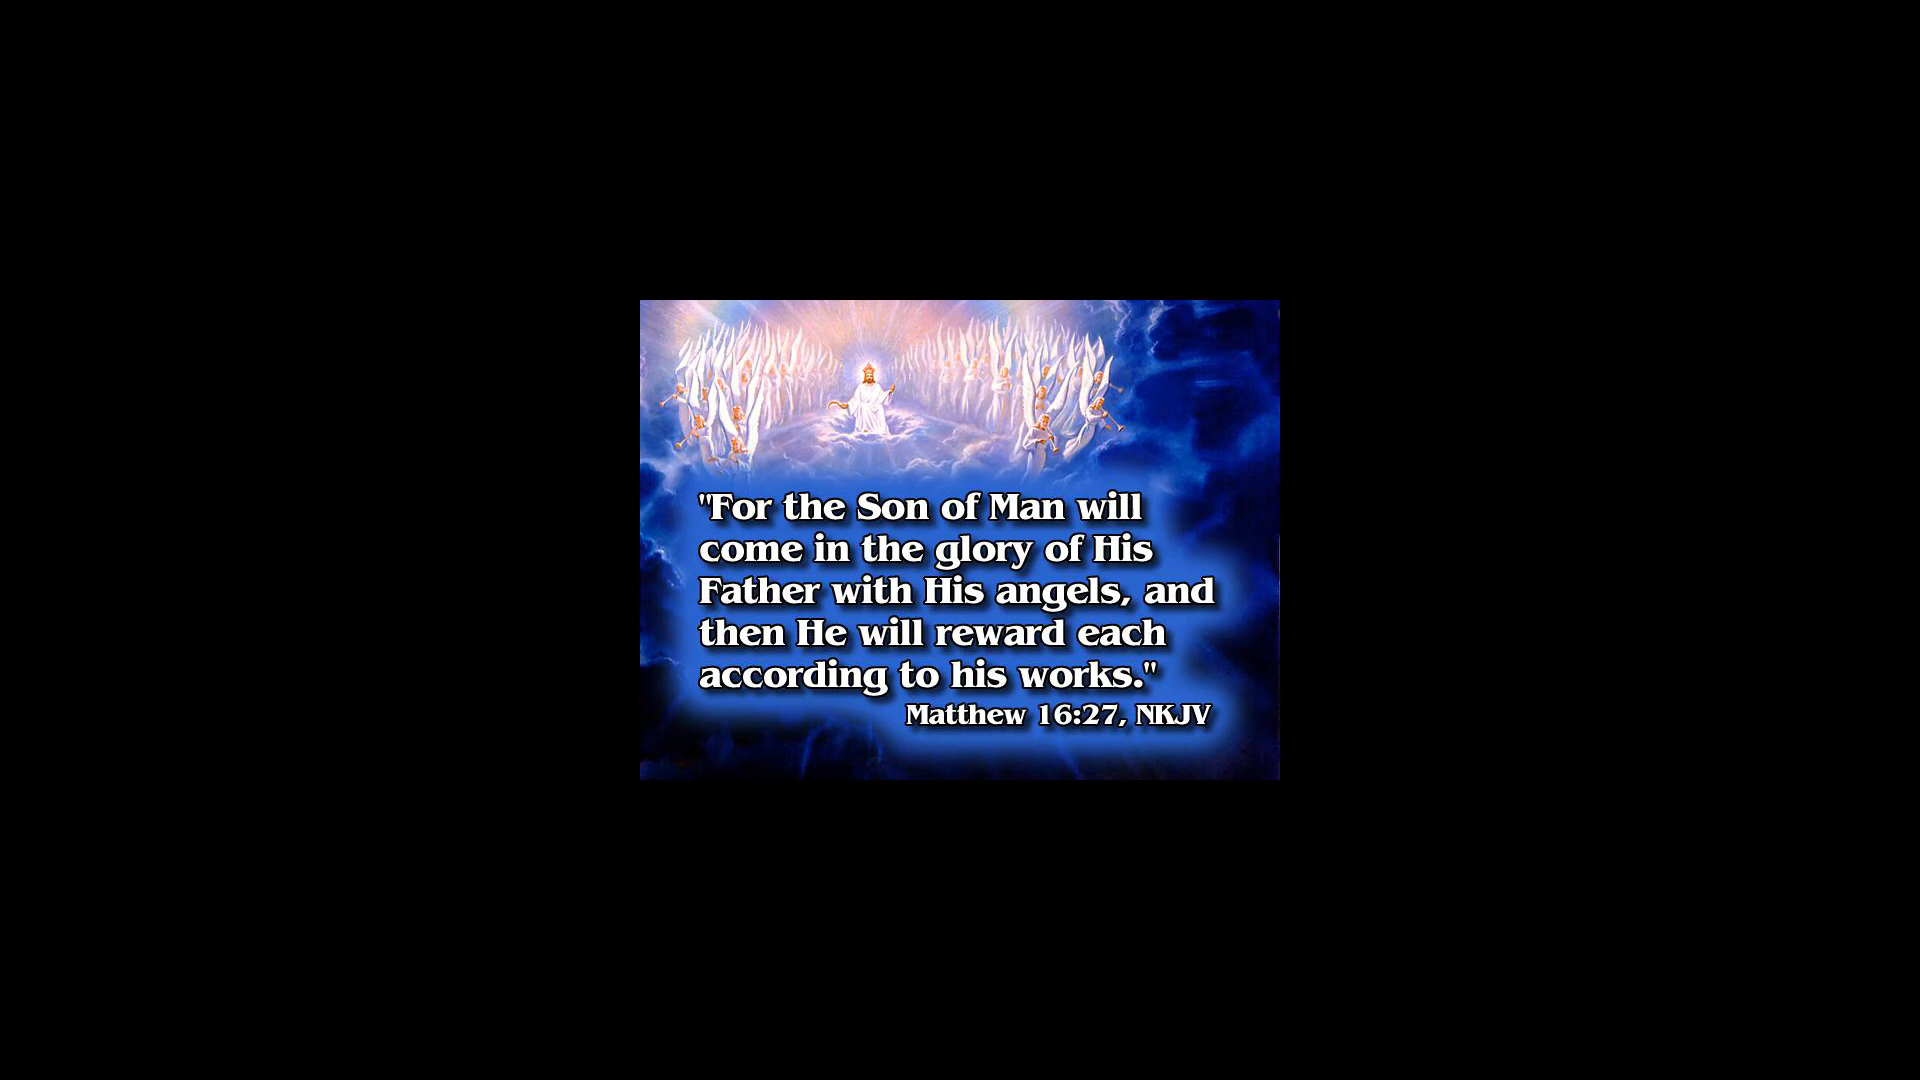 "For the Son of Man will
come in the glory of His
Father with His angels, and
then He will reward each
according to his works."
Matthew 16:27, NKJV